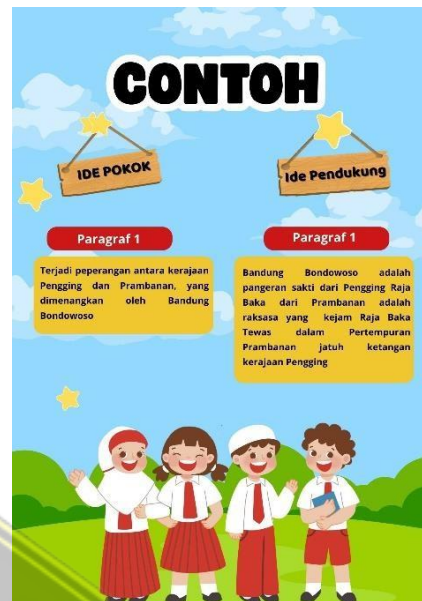 CONTOH
IDE POKOK
Ide Pendukung
Paragraf 1
Terjadi peperangan antara kerajaan
Pengging dan Prambanan, yang
dimenangkan oleh Bandung
Bondowoso
Paragraf 1
Bandung Bondowoso adalah
pangeran sakti dari Pengging Raja
Baka dari Prambanan adalah
raksasa yang kejam Raja Baka
Tewas dalam Pertempuran
Prambanan jatuh ketangan
kerajaan Pengging